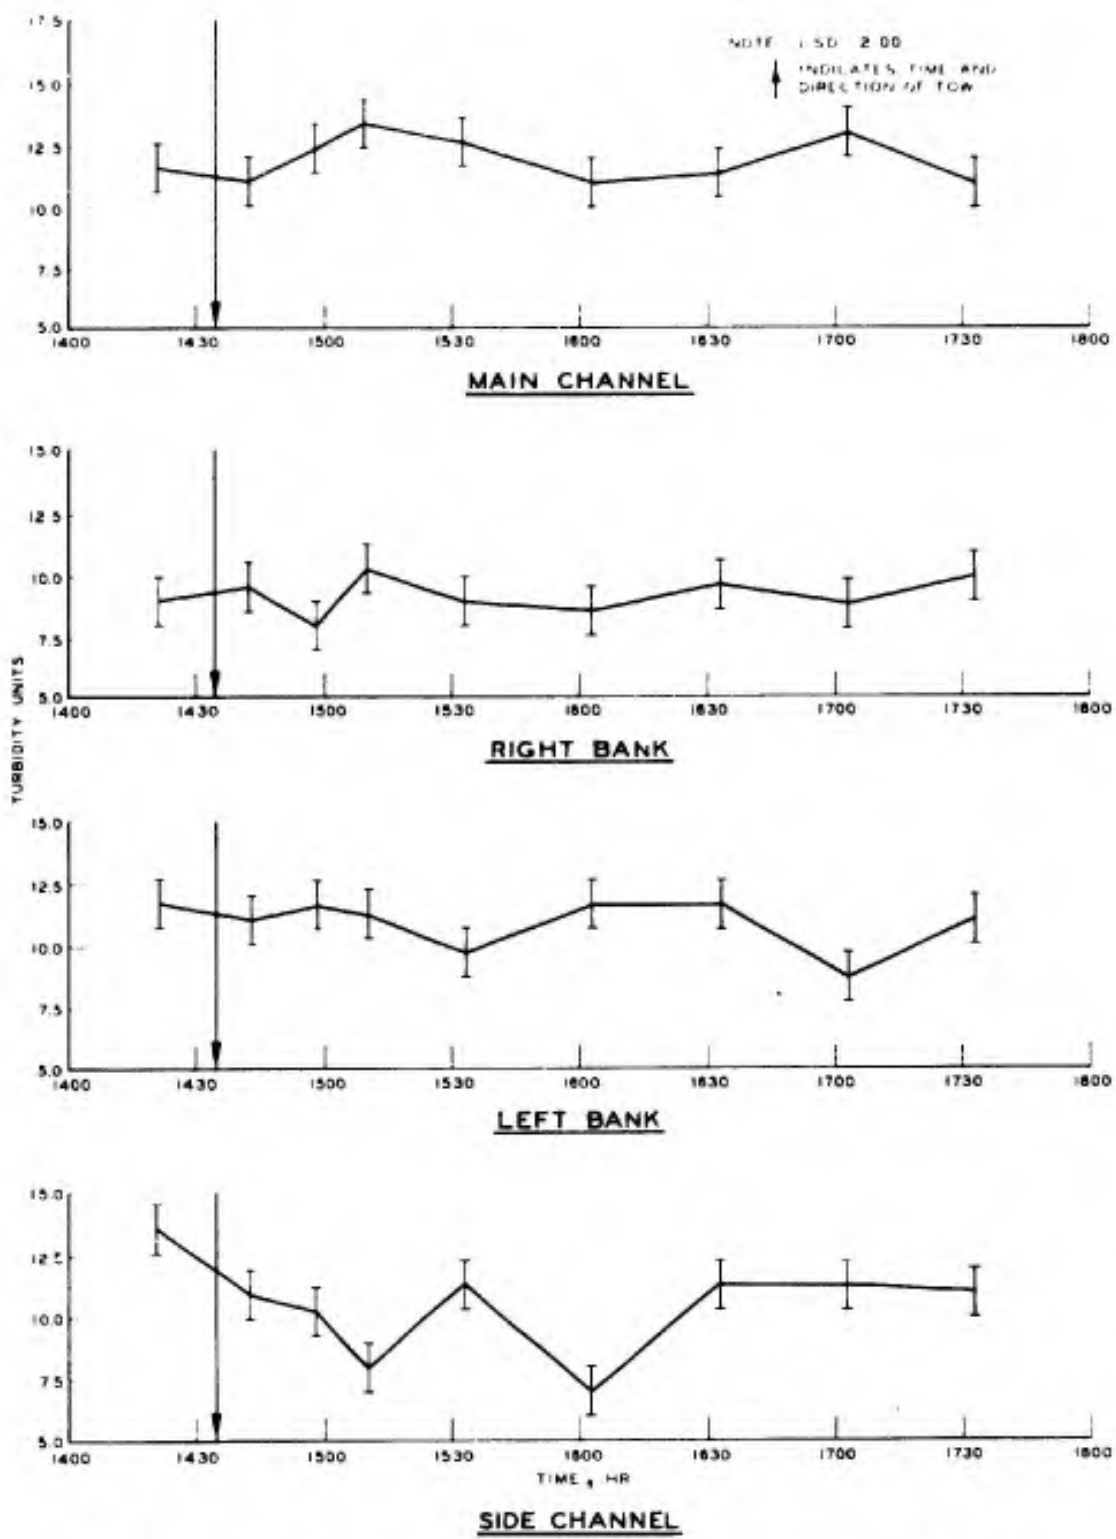 17.5
NOTE: LSD 2.00
INDICATES TIME AND
DIRECTION OF TOW
15.0
12.5
10.0
7.5
5.0
1400 1430 1500 1530 1600 1630 1700 1730 1800
MAIN CHANNEL
15.0
12.5
10.0
7.5
5.0
1400 1430 1500 1530 1600 1630 1700 1730 1800
RIGHT BANK
TURBIDITY UNITS
15.0
12.5
10.0
7.5
5.0
1400 1430 1500 1530 1600 1630 1700 1730 1800
LEFT BANK
15.0
12.5
10.0
7.5
5.0
1400 1430 1500 1530 1600 1630 1700 1730 1800
TIME, HR
SIDE CHANNEL